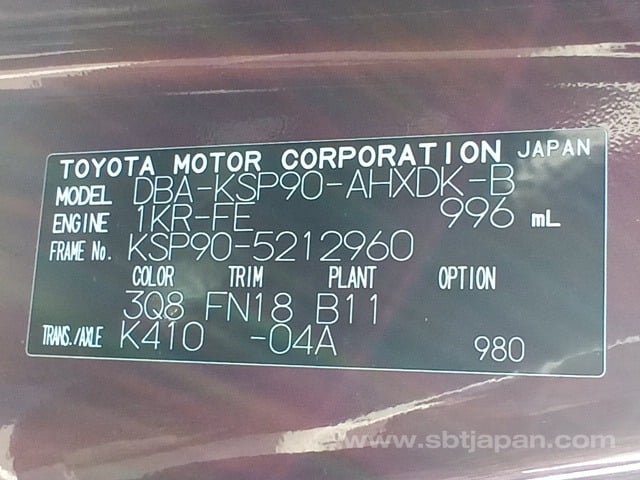 TOYOTA MOTOR CORPORATION JAPAN
MODEL DBA-KSP90-AHXDK-B
ENGINE 1KR-FE 996 mL
FRAME No. KSP90-5212960
COLOR TRIM PLANT OPTION
3Q8 FN18 B11
TRANS./AXLE K410 -04A 980
www.sbtjapan.com